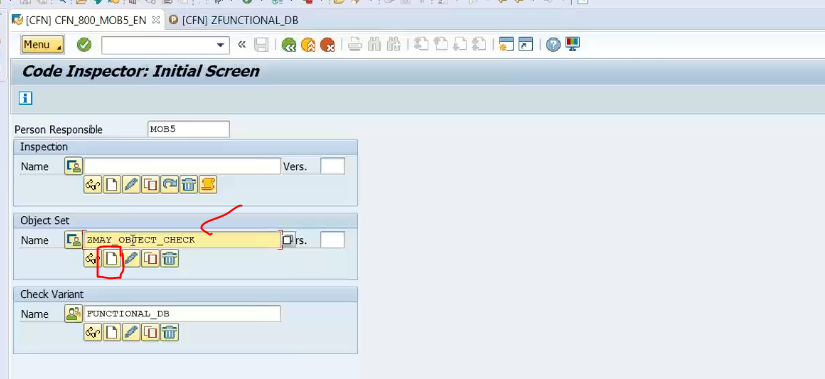 [CFN] CFN_800_MOB5_EN [CFN] ZFUNCTIONAL_DB
Menu
Code Inspector: Initial Screen
Person Responsible MOB5
Inspection
Name Vers.
Object Set
Name ZMAY_OBJECT_CHECK rs.
Check Variant
Name FUNCTIONAL_DB